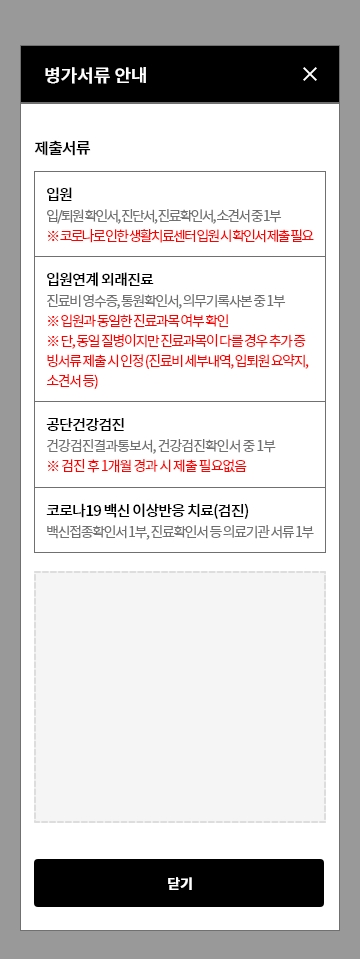 병가서류 안내
제출서류
입원
입/퇴원확인서, 진단서, 진료확인서, 소견서 중 1부
※ 코로나로 인한 생활치료센터 입원 시 확인서 제출 필요
입원연계 외래진료
진료비 영수증, 통원확인서, 의무기록사본 중 1부
※ 입원과 동일한 진료과목 여부 확인
※ 단, 동일 질병이지만 진료과목이 다를 경우 추가 증
빙서류 제출 시 인정 (진료비 세부내역, 입퇴원 요약지,
소견서 등)
공단건강검진
건강검진결과통보서, 건강검진확인서 중 1부
※ 검진 후 1개월 경과 시 제출 필요없음
코로나19 백신 이상반응 치료(검진)
백신접종확인서 1부, 진료확인서 등 의료기관 서류 1부
닫기